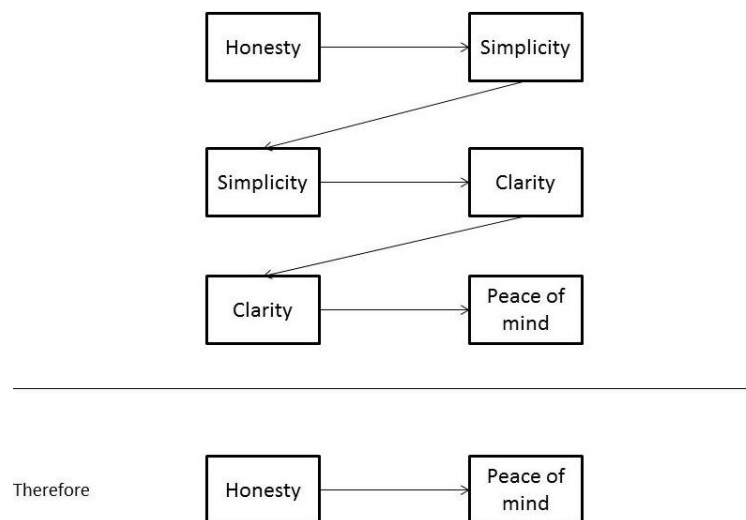 Honesty
Simplicity
Simplicity
Clarity
Clarity
Peace of
mind
Therefore
Honesty
Peace of
mind